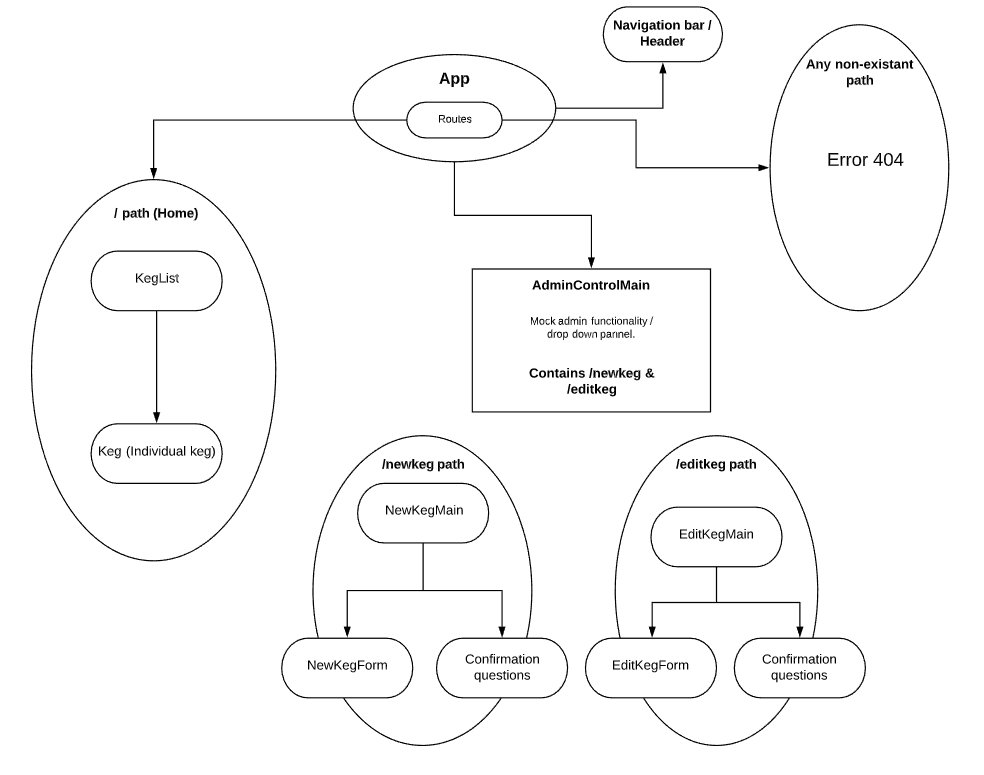 Navigation bar /
Header
App
Routes
Any non-existant
path
Error 404
/ path (Home)
KegList
Keg (Individual keg)
AdminControlMain
Mock admin functionality /
drop down pannel.
Contains /newkeg &
/editkeg
/newkeg path
NewKegMain
NewKegForm
Confirmation
questions
/editkeg path
EditKegMain
EditKegForm
Confirmation
questions